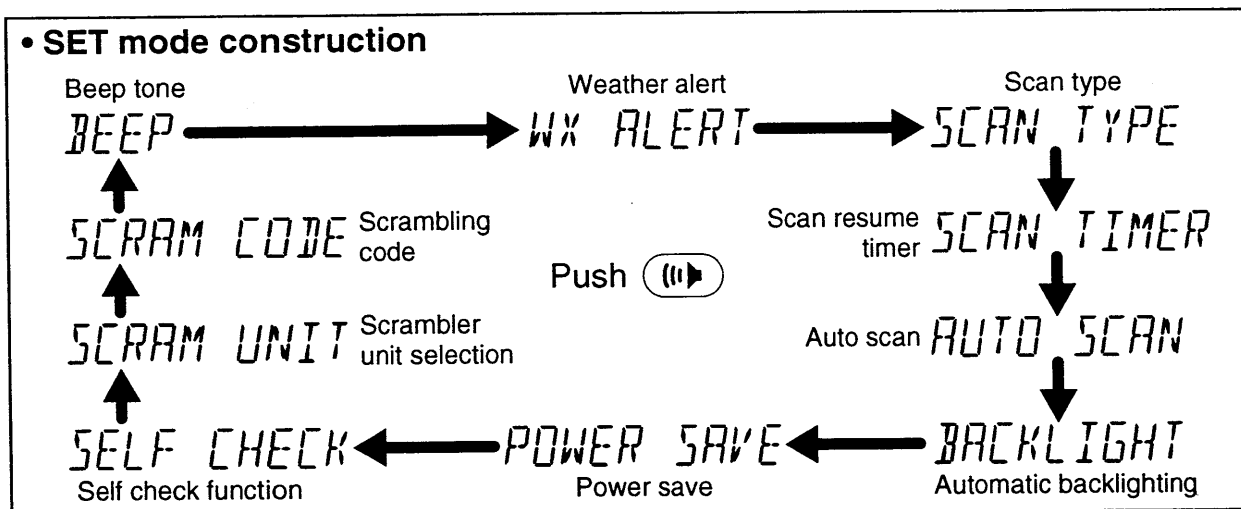 • SET mode construction
Beep tone
Weather alert
Scan type
BEEP
WX ALERT
SCAN TYPE
SCRAM CODE
Scrambling
code
Scan resume
timer
SCAN TIMER
Push
SCRAM UNIT
Scrambler
unit selection
Auto scan
AUTO SCAN
SELF CHECK
POWER SAVE
BACKLIGHT
Self check function
Power save
Automatic backlighting